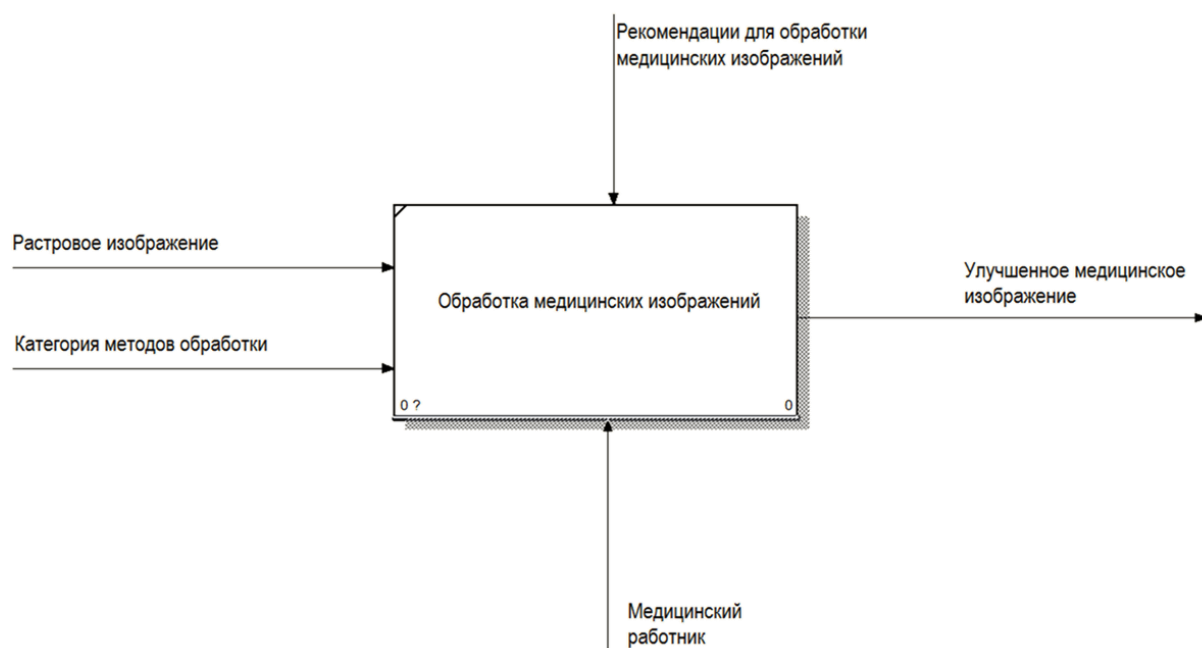 Рекомендации для обработки
медицинских изображений
Растровое изображение
Улучшенное медицинское
изображение
Обработка медицинских изображений
Категория методов обработки
0 ?
0
Медицинский
работник